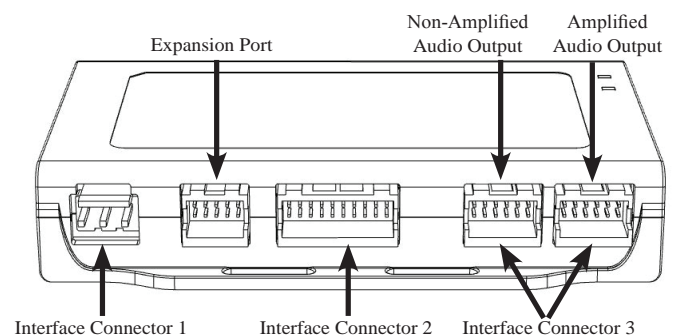 Expansion Port
Non-Amplified
Audio Output
Amplified
Audio Output
Interface Connector 1
Interface Connector 2
Interface Connector 3